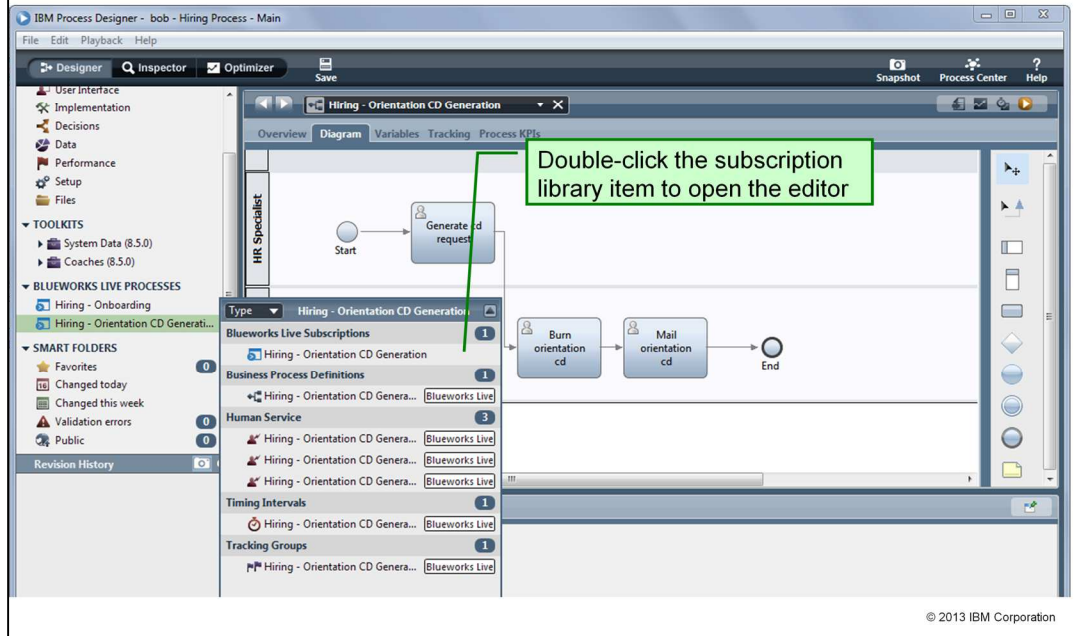 IBM Process Designer - bob - Hiring Process - Main
File Edit Playback Help
Designer Inspector Optimizer
Save
Snapshot Process Center Help
User Interface
Implementation
Decisions
Data
Performance
Setup
Files
TOOLKITS
System Data (8.5.0)
Coaches (8.5.0)
BLUEWORKS LIVE PROCESSES
Hiring - Onboarding
Hiring - Orientation CD Generati...
SMART FOLDERS
Favorites 0
Changed today
Changed this week
Validation errors 0
Public 0
Revision History
Hiring - Orientation CD Generation
Overview Diagram Variables Tracking Process KPIs
Double-click the subscription
library item to open the editor
HR Specialist
Start
Generate cd
request
Burn
orientation
cd
Mail
orientation
cd
End
Type Hiring - Orientation CD Generation
Blueworks Live Subscriptions 1
Hiring - Orientation CD Generation
Business Process Definitions 1
Hiring - Orientation CD Genera... Blueworks Live
Human Service 3
Hiring - Orientation CD Genera... Blueworks Live
Hiring - Orientation CD Genera... Blueworks Live
Hiring - Orientation CD Genera... Blueworks Live
Timing Intervals 1
Hiring - Orientation CD Genera... Blueworks Live
Tracking Groups 1
Hiring - Orientation CD Genera... Blueworks Live
© 2013 IBM Corporation